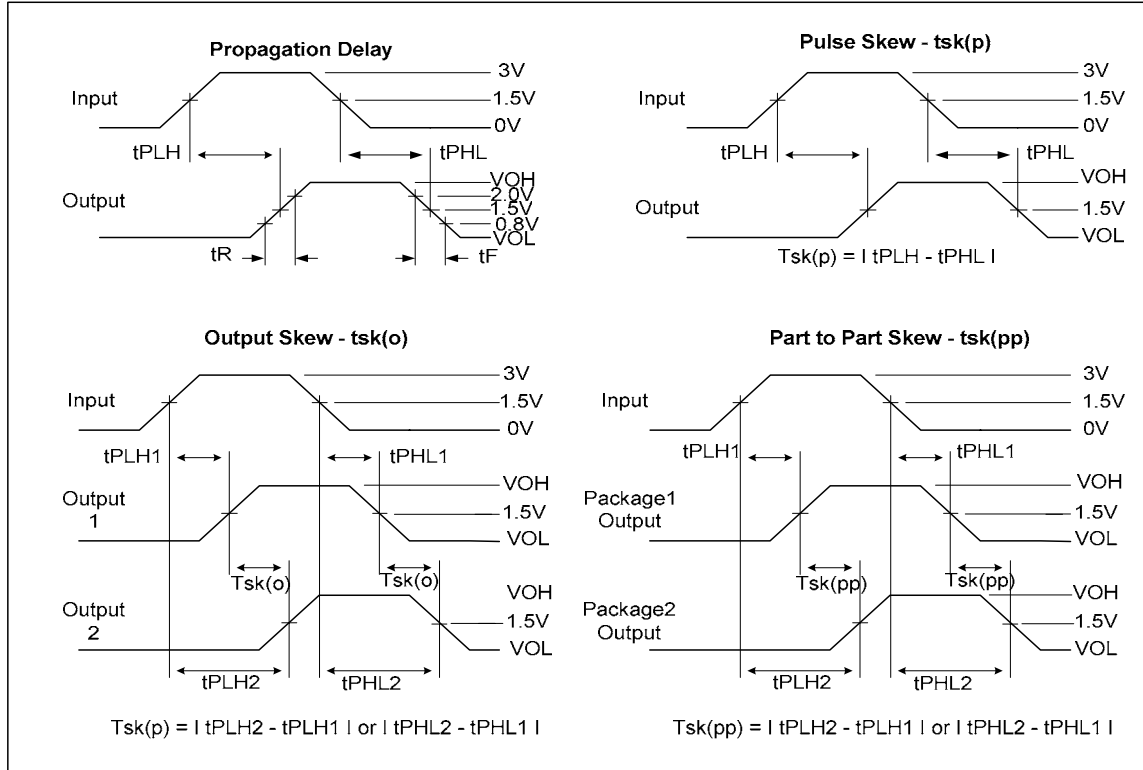 Propagation Delay
3V
Input
1.5V
0V
tPLH
tPHL
VOH
2.0V
Output
1.5V
0.8V
VOL
tR
tF
Pulse Skew - tsk(p)
3V
Input
1.5V
0V
tPLH
tPHL
VOH
Output
1.5V
VOL
Tsk(p) = I tPLH - tPHL I
Output Skew - tsk(o)
3V
Input
1.5V
0V
tPLH1
tPHL1
VOH
Output
1
1.5V
VOL
Tsk(o)
Tsk(o)
VOH
Output
2
1.5V
VOL
tPLH2
tPHL2
Tsk(p) = I tPLH2 - tPLH1 I or I tPHL2 - tPHL1 I
Part to Part Skew - tsk(pp)
3V
Input
1.5V
0V
tPLH1
tPHL1
VOH
Package1
Output
1.5V
VOL
Tsk(pp)
Tsk(pp)
VOH
Package2
Output
1.5V
VOL
tPLH2
tPHL2
Tsk(pp) = I tPLH2 - tPLH1 I or I tPHL2 - tPHL1 I